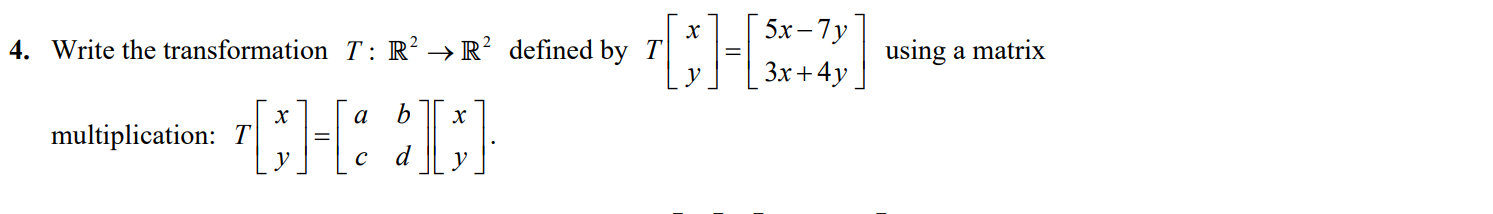 4. Write the transformation T : ℝ² → ℝ² defined by T[x y] = [5x − 7y 3x + 4y] using a matrix
multiplication: T[x y] = [a b c d][x y].